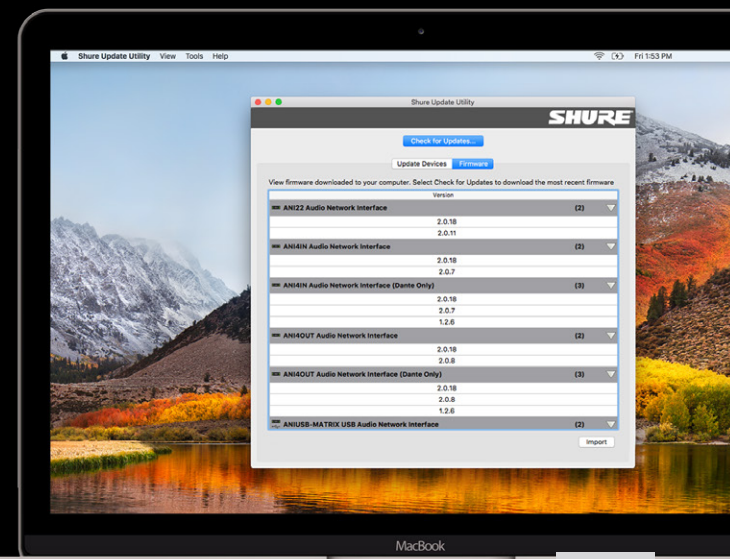 Shure Update Utility View Tools Help Fri 1:53 PM
Shure Update Utility
SHURE
Check for Updates...
Update Devices Firmware
View firmware downloaded to your computer. Select Check for Updates to download the most recent firmware
Version
ANI22 Audio Network Interface (2)
2.0.18
2.0.11
ANI4IN Audio Network Interface (2)
2.0.18
2.0.7
ANI4IN Audio Network Interface (Dante Only) (3)
2.0.18
2.0.7
1.2.6
ANI4OUT Audio Network Interface (2)
2.0.18
2.0.8
ANI4OUT Audio Network Interface (Dante Only) (3)
2.0.18
2.0.8
1.2.6
ANIUSB-MATRIX USB Audio Network Interface (2)
Import
MacBook